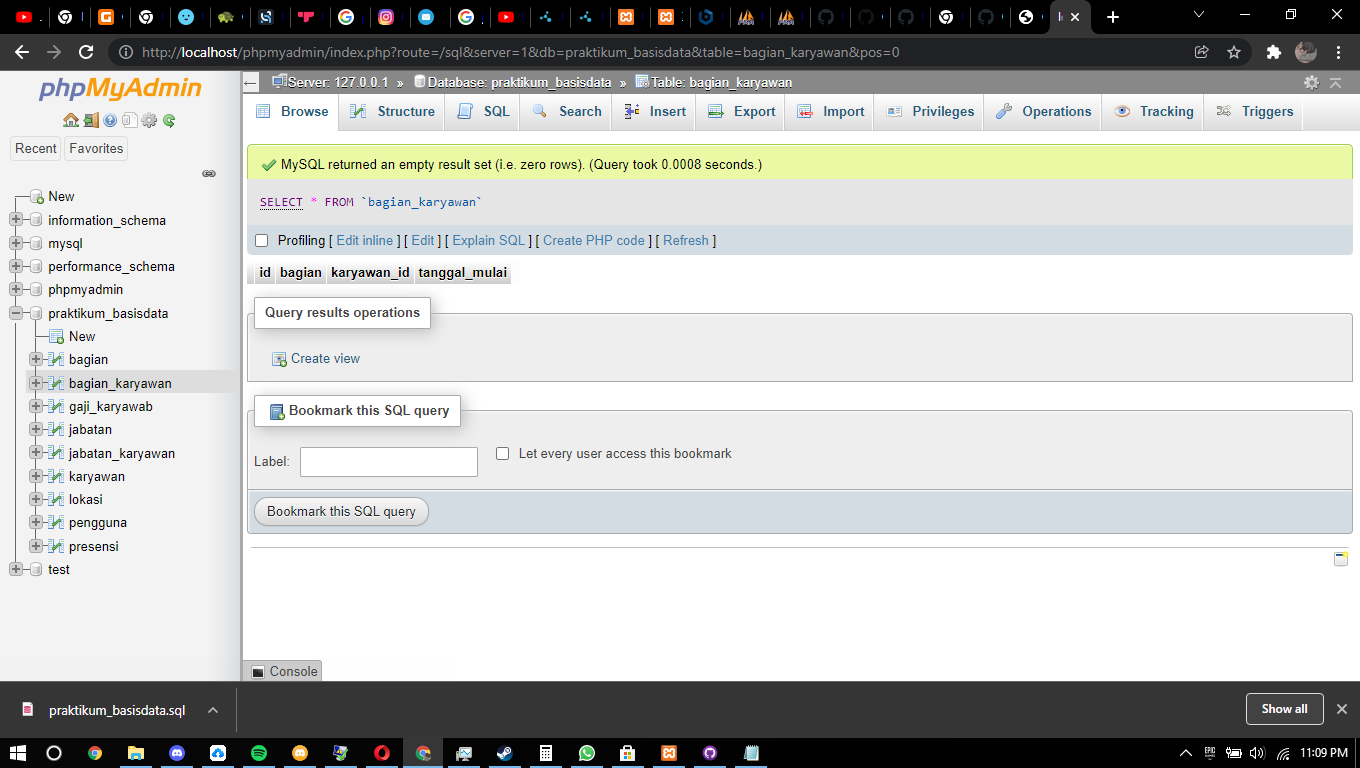 http://localhost/phpmyadmin/index.php?route=/sql&server=1&db=praktikum_basisdata&table=bagian_karyawan&pos=0
phpMyAdmin
Recent Favorites
New
information_schema
mysql
performance_schema
phpmyadmin
praktikum_basisdata
New
bagian
bagian_karyawan
gaji_karyawab
jabatan
jabatan_karyawan
karyawan
lokasi
pengguna
presensi
test
Server: 127.0.0.1 » Database: praktikum_basisdata » Table: bagian_karyawan
Browse Structure SQL Search Insert Export Import Privileges Operations Tracking Triggers
MySQL returned an empty result set (i.e. zero rows). (Query took 0.0008 seconds.)
SELECT * FROM `bagian_karyawan`
Profiling [ Edit inline ] [ Edit ] [ Explain SQL ] [ Create PHP code ] [ Refresh ]
id bagian karyawan_id tanggal_mulai
Query results operations
Create view
Bookmark this SQL query
Label: Let every user access this bookmark
Bookmark this SQL query
Console
praktikum_basisdata.sql
Show all
11:09 PM